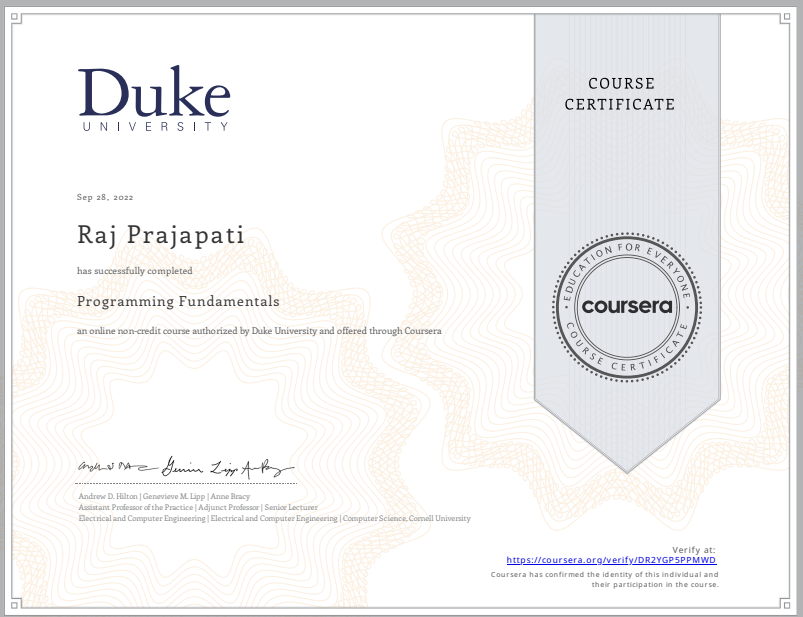 Duke
UNIVERSITY
COURSE
CERTIFICATE
Sep 28, 2022
Raj Prajapati
has successfully completed
Programming Fundamentals
an online non-credit course authorized by Duke University and offered through Coursera
EDUCATION FOR EVERYONE
coursera
COURSE CERTIFICATE
Andrew D. Hilton | Genevieve M. Lipp | Anne Bracy
Assistant Professor of the Practice | Adjunct Professor | Senior Lecturer
Electrical and Computer Engineering | Electrical and Computer Engineering | Computer Science, Cornell University
Verify at:
https://coursera.org/verify/DR2YGP5PPMWD
Coursera has confirmed the identity of this individual and
their participation in the course.